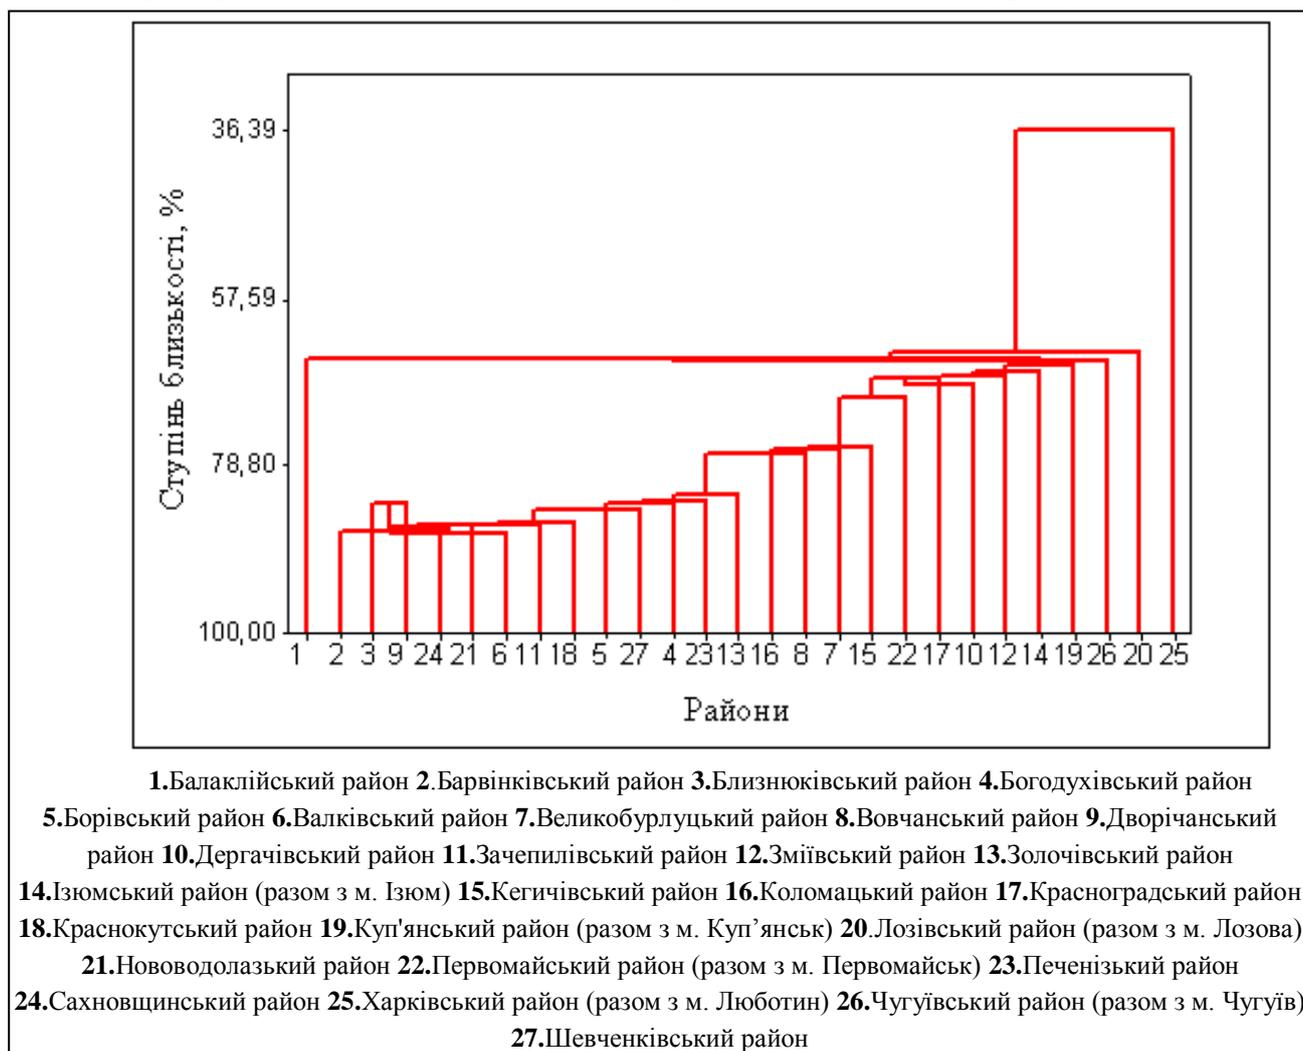 36,39
57,59
78,80
100,00
Ступінь близькості, %
1 2 3 9 24 21 6 11 18 5 27 4 23 13 16 8 7 15 22 17 10 12 14 19 26 20 25
Райони
1.Балаклійський район 2.Барвінківський район 3.Близнюківський район 4.Богодухівський район
5.Борівський район 6.Валківський район 7.Великобурлуцький район 8.Вовчанський район 9.Дворічанський
район 10.Дергачівський район 11.Зачепилівський район 12.Зміївський район 13.Золочівський район
14.Ізюмський район (разом з м. Ізюм) 15.Кегичівський район 16.Коломацький район 17.Красноградський район
18.Краснокутський район 19.Куп'янський район (разом з м. Куп’янськ) 20.Лозівський район (разом з м. Лозова)
21.Нововодолазький район 22.Первомайський район (разом з м. Первомайськ) 23.Печенізький район
24.Сахновщинський район 25.Харківський район (разом з м. Люботин) 26.Чугуївський район (разом з м. Чугуїв)
27.Шевченківський район